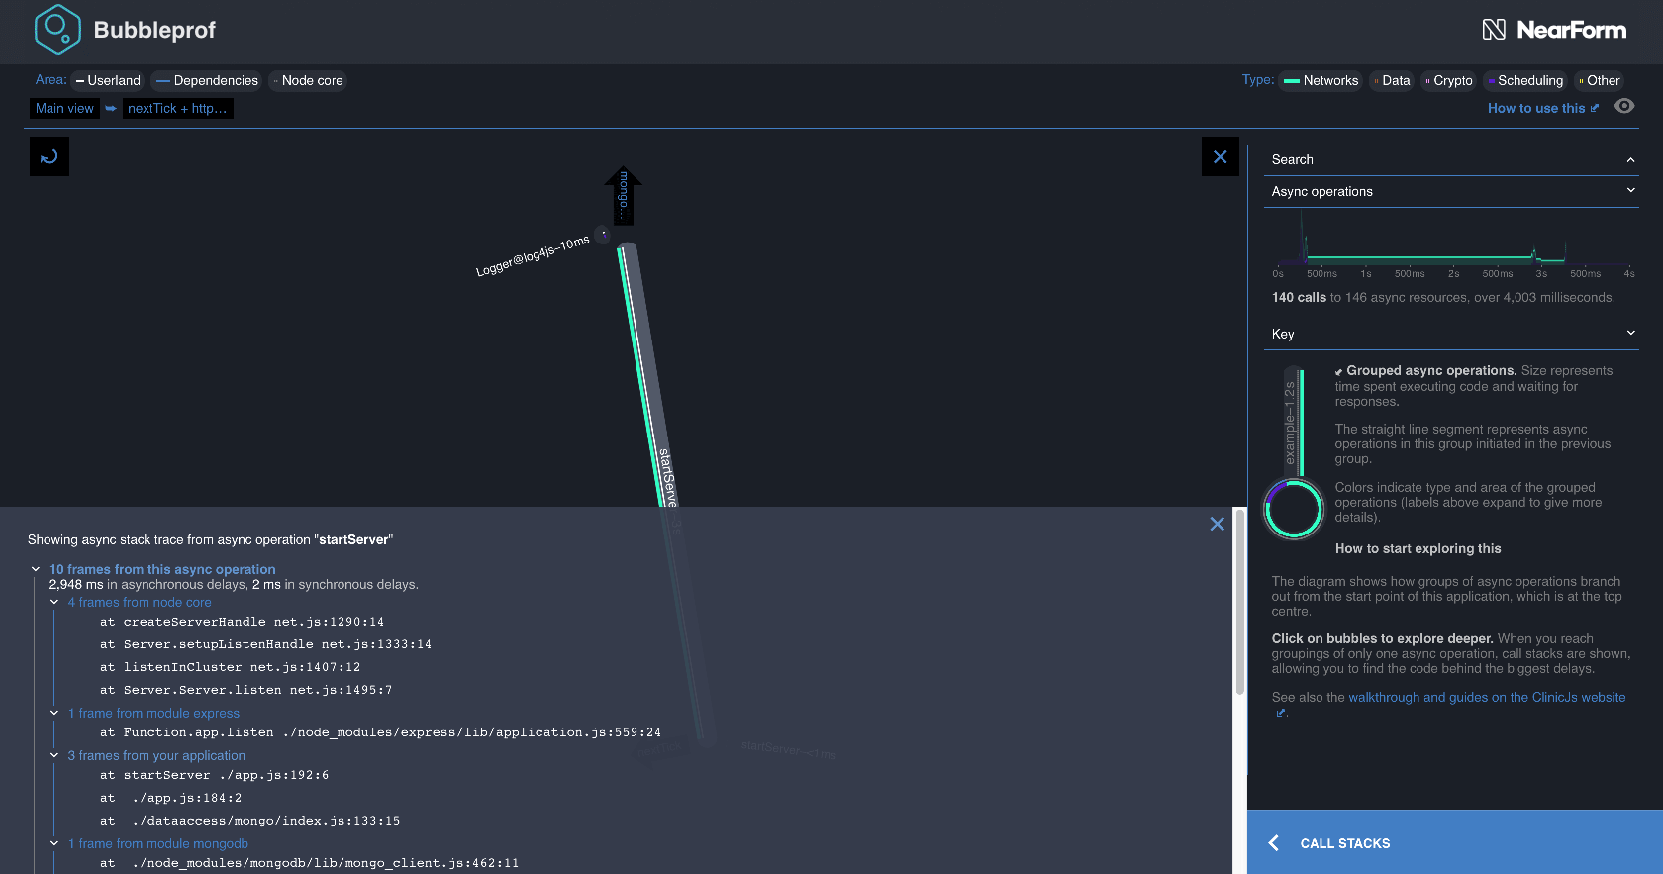 Bubbleprof
NearForm
Area: Userland Dependencies Node core
Type: Networks Data Crypto Scheduling Other
Main view nextTick + http...
How to use this
mongo...
Logger@log4js–10ms
startServe
Search
Async operations
0s 500ms 1s 500ms 2s 500ms 3s 500ms 4s
140 calls to 146 async resources, over 4,003 milliseconds
Key
example–1.2s
Grouped async operations. Size represents
time spent executing code and waiting for
responses.
The straight line segment represents async
operations in this group initiated in the previous
group.
Colors indicate type and area of the grouped
operations (labels above expand to give more
details).
How to start exploring this
The diagram shows how groups of async operations branch
out from the start point of this application, which is at the top
centre.
Click on bubbles to explore deeper. When you reach
groupings of only one async operation, call stacks are shown,
allowing you to find the code behind the biggest delays.
See also the walkthrough and guides on the ClinicJs website
.
CALL STACKS
Showing async stack trace from async operation "startServer"
10 frames from this async operation
2,948 ms in asynchronous delays, 2 ms in synchronous delays.
4 frames from node core
at createServerHandle net.js:1290:14
at Server.setupListenHandle net.js:1333:14
at listenInCluster net.js:1407:12
at Server.Server.listen net.js:1495:7
1 frame from module express
at Function.app.listen ./node_modules/express/lib/application.js:559:24
3 frames from your application
at startServer ./app.js:192:6
at ./app.js:184:2
at ./dataaccess/mongo/index.js:133:15
1 frame from module mongodb
at ./node_modules/mongodb/lib/mongo_client.js:462:11
startServer–<1ms